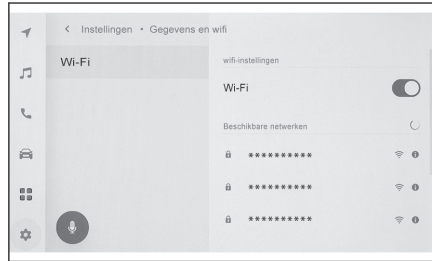 Instellingen • Gegevens en wifi
Wi-Fi
wifi-instellingen
Wi-Fi
Beschikbare netwerken
**********
**********
**********